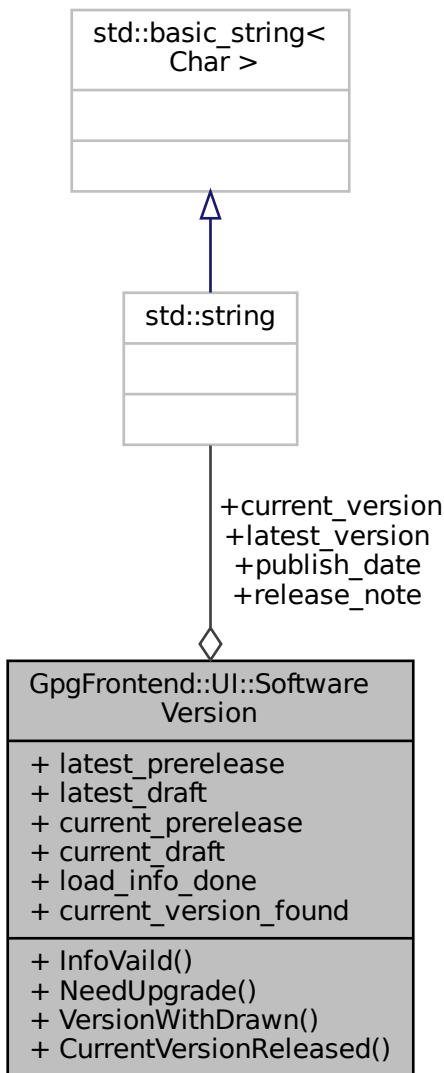 std::basic_string<
Char >
std::string
+current_version
+latest_version
+publish_date
+release_note
GpgFrontend::UI::Software
Version
+ latest_prerelease
+ latest_draft
+ current_prerelease
+ current_draft
+ load_info_done
+ current_version_found
+ InfoVaild()
+ NeedUpgrade()
+ VersionWithDrawn()
+ CurrentVersionReleased()